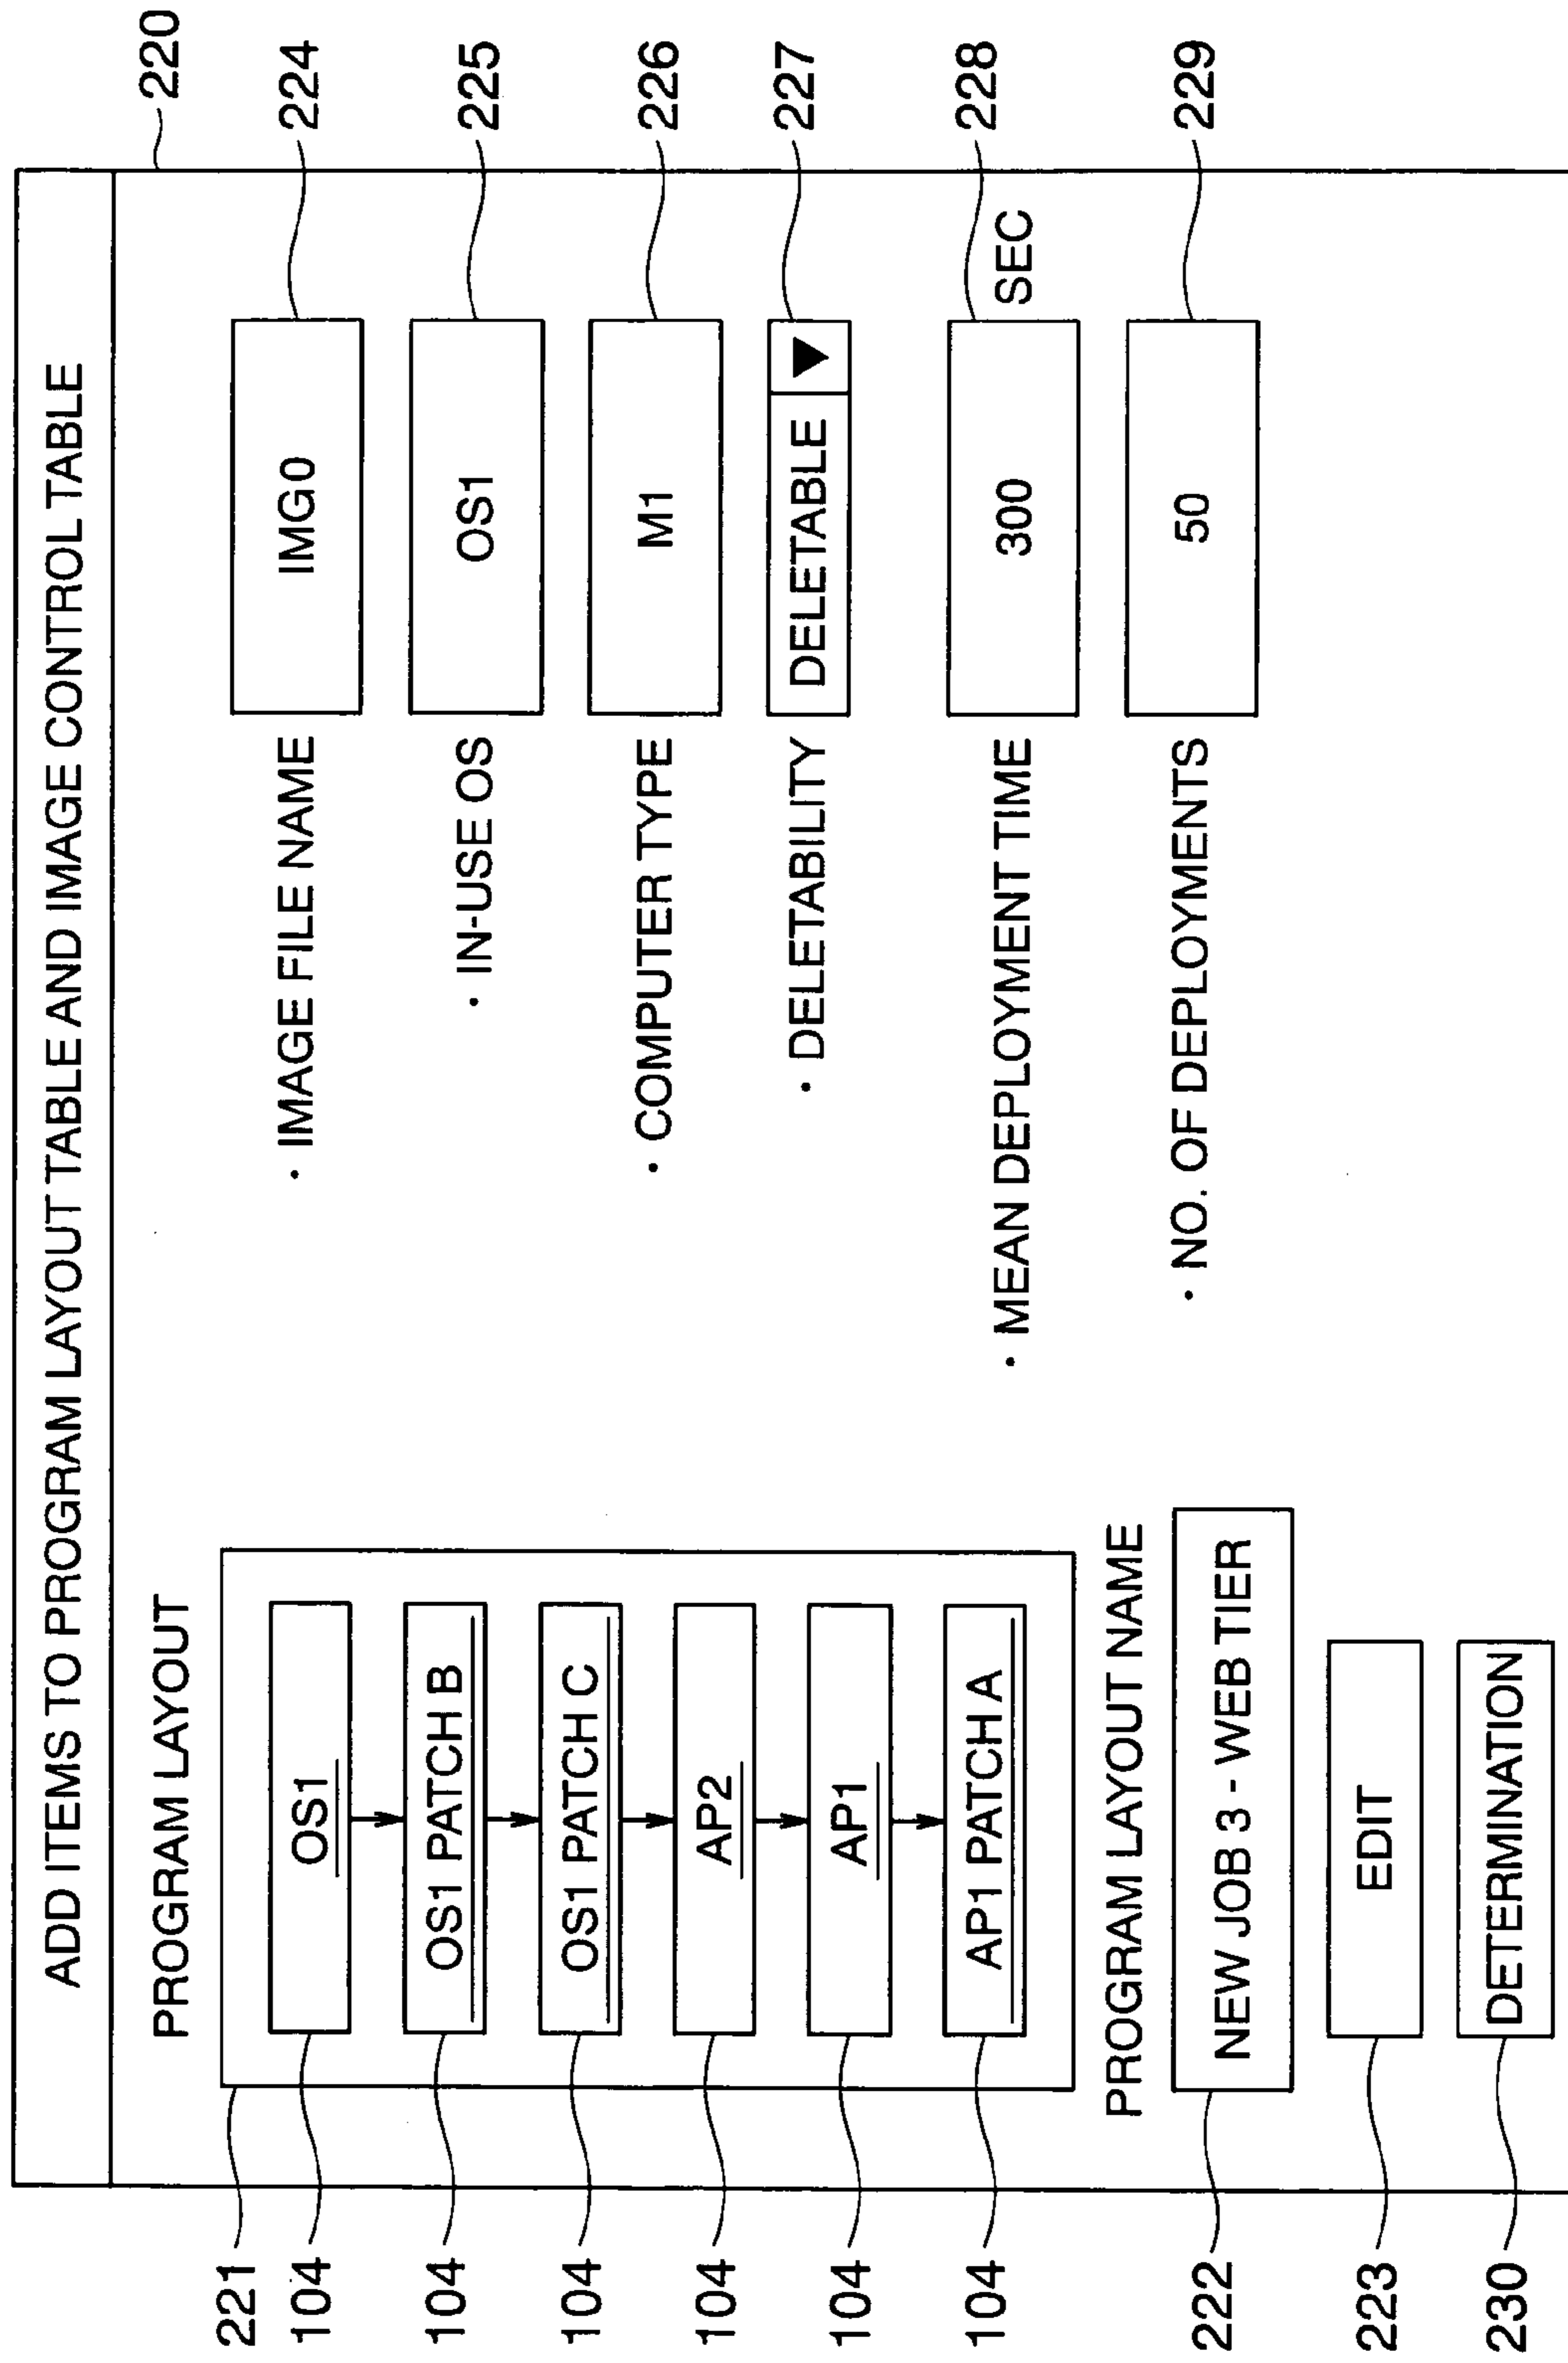 ADD ITEMS TO PROGRAM LAYOUT TABLE AND IMAGE CONTROL TABLE
220
PROGRAM LAYOUT
221
104
OS1
104
OS1 PATCH B
104
OS1 PATCH C
104
AP2
104
AP1
104
AP1 PATCH A
PROGRAM LAYOUT NAME
222
NEW JOB 3 - WEB TIER
223
EDIT
230
DETERMINATION
· IMAGE FILE NAME
IMG0
224
· IN-USE OS
OS1
225
· COMPUTER TYPE
M1
226
· DELETABILITY
DELETABLE ▼
227
· MEAN DEPLOYMENT TIME
300
SEC
228
· NO. OF DEPLOYMENTS
50
229